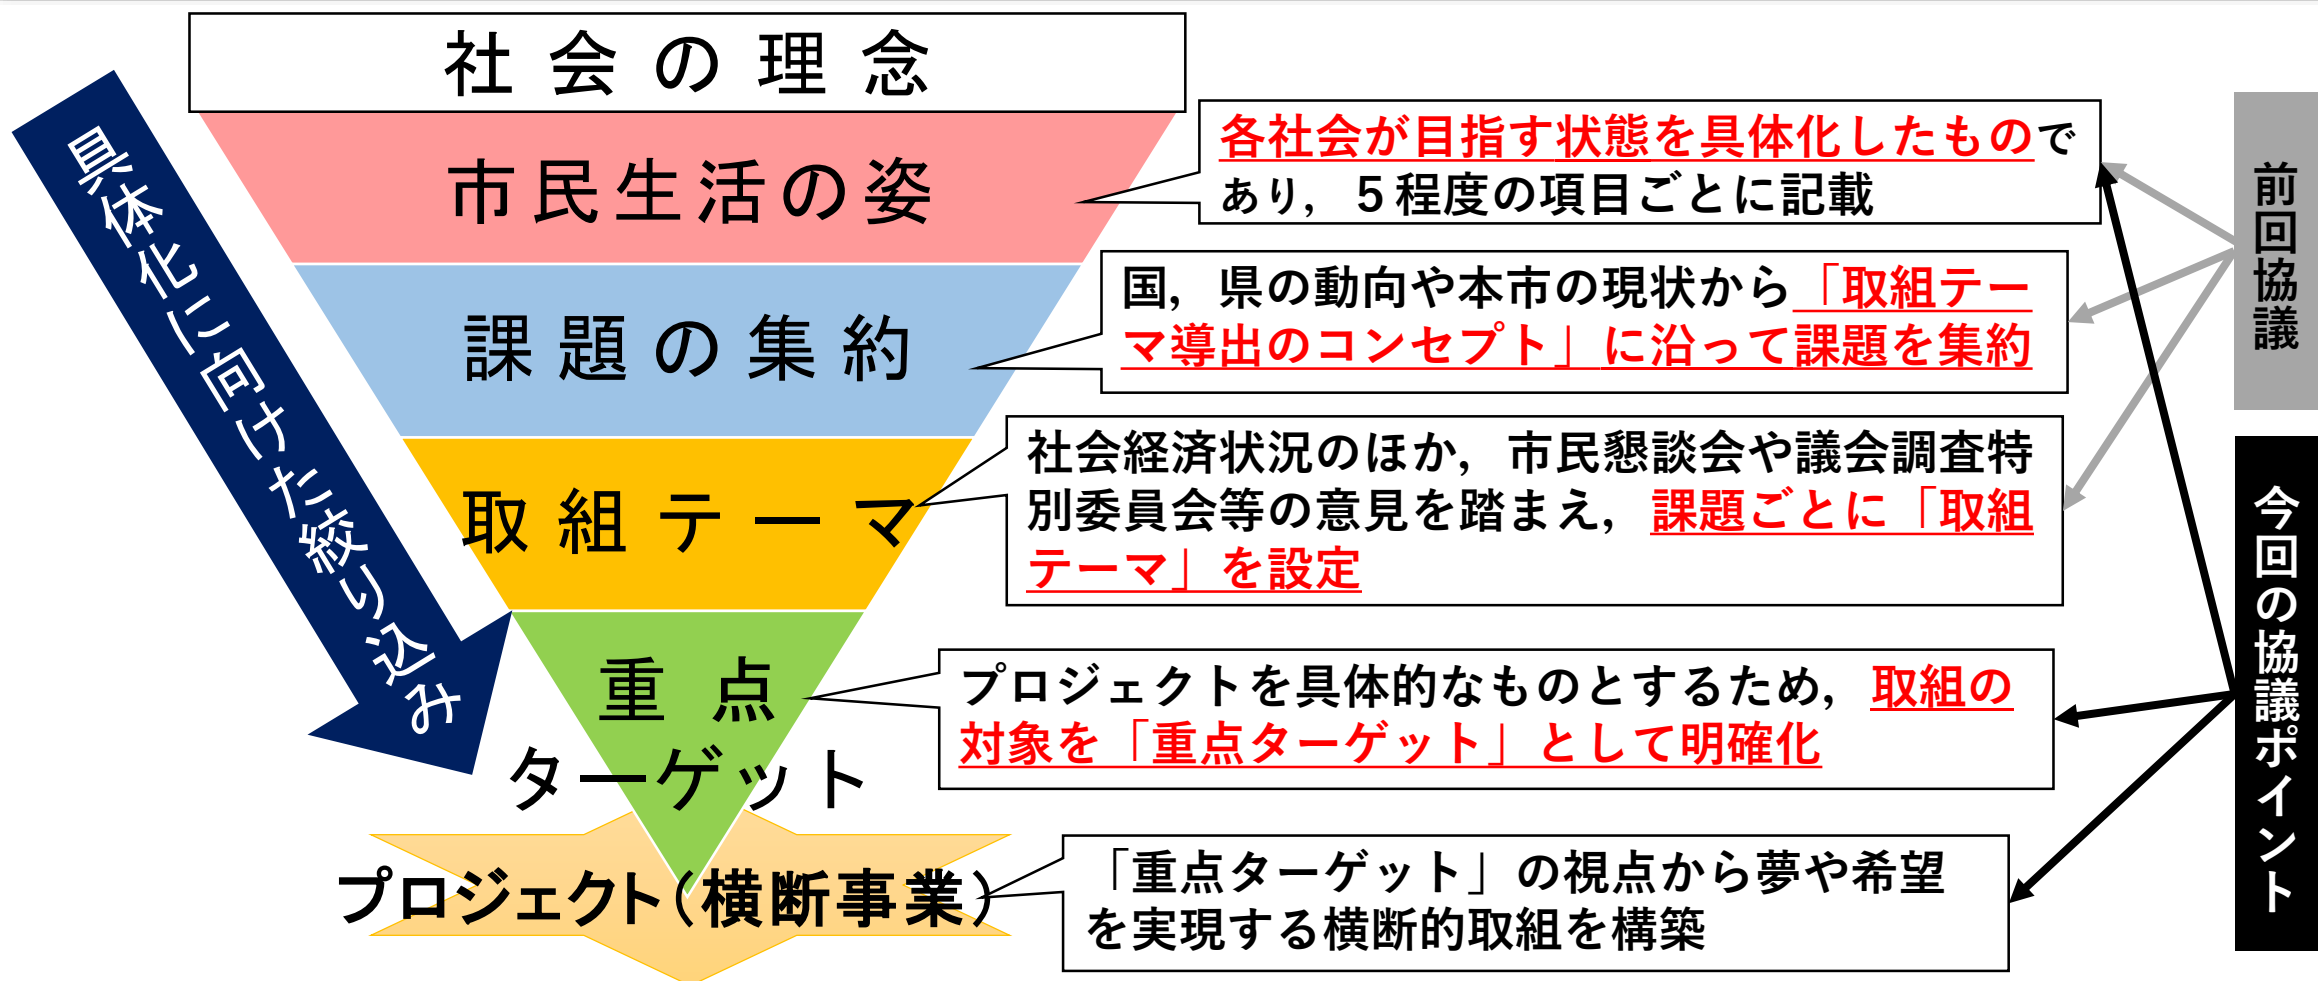 社会の理念
具体化に向けた絞り込み
市民生活の姿
各社会が目指す状態を具体化したもので
あり，５程度の項目ごとに記載
課題の集約
国，県の動向や本市の現状から「取組テー
マ導出のコンセプト」に沿って課題を集約
取組テーマ
社会経済状況のほか，市民懇談会や議会調査特
別委員会等の意見を踏まえ，課題ごとに「取組
テーマ」を設定
重点
ターゲット
プロジェクトを具体的なものとするため，取組の
対象を「重点ターゲット」として明確化
プロジェクト（横断事業）
「重点ターゲット」の視点から夢や希望
を実現する横断的取組を構築
前回協議
今回の協議ポイント